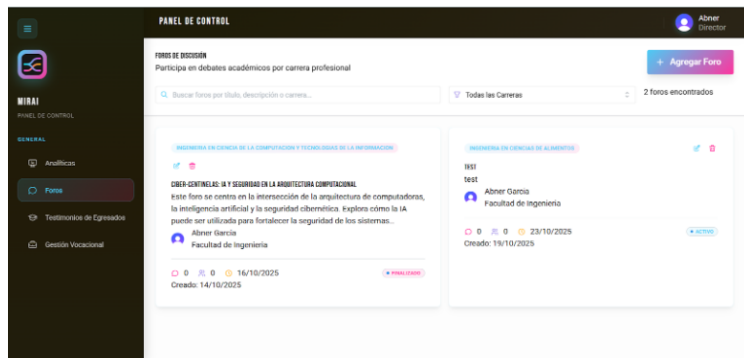 PANEL DE CONTROL
Abner
Director
MIRAI
PANEL DE CONTROL
GENERAL
Analíticas
Foros
Testimonios de Egresados
Gestión Vocacional
FOROS DE DISCUSIÓN
Participa en debates académicos por carrera profesional
+ Agregar Foro
Buscar foros por título, descripción o carrera...
Todas las Carreras
2 foros encontrados
INGENIERIA EN CIENCIA DE LA COMPUTACIÓN Y TECNOLOGÍAS DE LA INFORMACIÓN
CIBER-CENTINELAS: IA Y SEGURIDAD EN LA ARQUITECTURA COMPUTACIONAL
Este foro se centra en la intersección de la arquitectura de computadoras,
la inteligencia artificial y la seguridad cibernética. Explora cómo la IA
puede ser utilizada para fortalecer la seguridad de los sistemas...
Abner Garcia
Facultad de Ingenieria
0 0 16/10/2025
FINALIZADO
Creado: 14/10/2025
INGENIERIA EN CIENCIAS DE ALIMENTOS
TEST
test
Abner Garcia
Facultad de Ingenieria
0 0 23/10/2025
ACTIVO
Creado: 19/10/2025